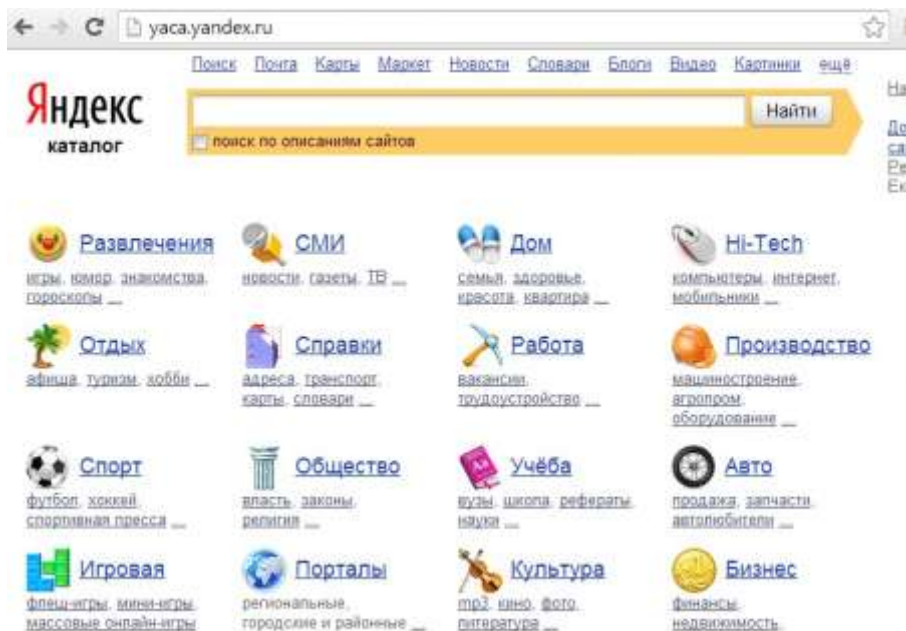 yaca.yandex.ru
Поиск Почта Карты Маркет Новости Словари Блоги Видео Картинки ещё
Яндекс
каталог
Найти
поиск по описаниям сайтов
Развлечения
игры, юмор, знакомства,
гороскопы ...
СМИ
новости, газеты, ТВ ...
Дом
семья, здоровье,
красота, квартира ...
Hi-Tech
компьютеры, интернет,
мобильники ...
Отдых
афиша, туризм, хобби ...
Справки
адреса, транспорт,
карты, словари ...
Работа
вакансии,
трудоустройство ...
Производство
машиностроение,
агропром,
оборудование ...
Спорт
футбол, хоккей,
спортивная пресса ...
Общество
власть, законы,
религия ...
Учёба
вузы, школа, рефераты,
науки ...
Авто
продажа, запчасти,
автолюбители ...
Игровая
флеш-игры, мини-игры,
массовые онлайн-игры
Порталы
региональные,
городские и районные ...
Культура
mp3, кино, фото,
литература ...
Бизнес
финансы,
недвижимость,